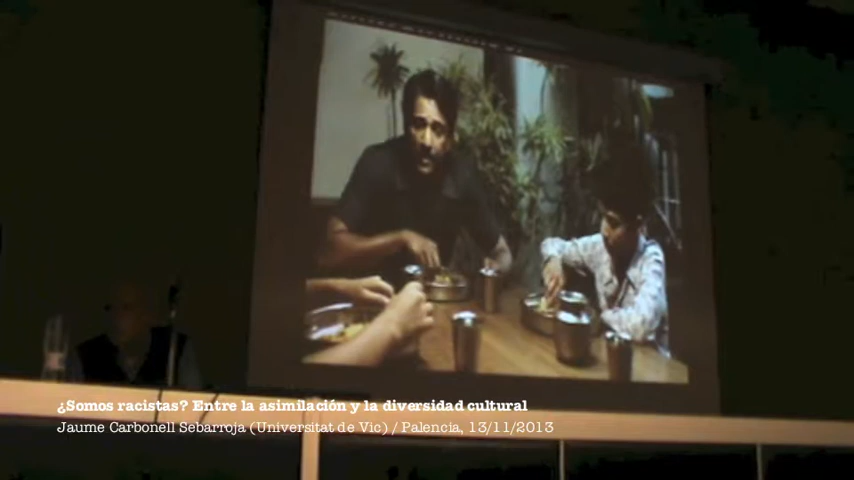 ¿Somos racistas? Entre la asimilación y la diversidad cultural
Jaume Carbonell Sebarroja (Universitat de Vic) / Palencia, 13/11/2013